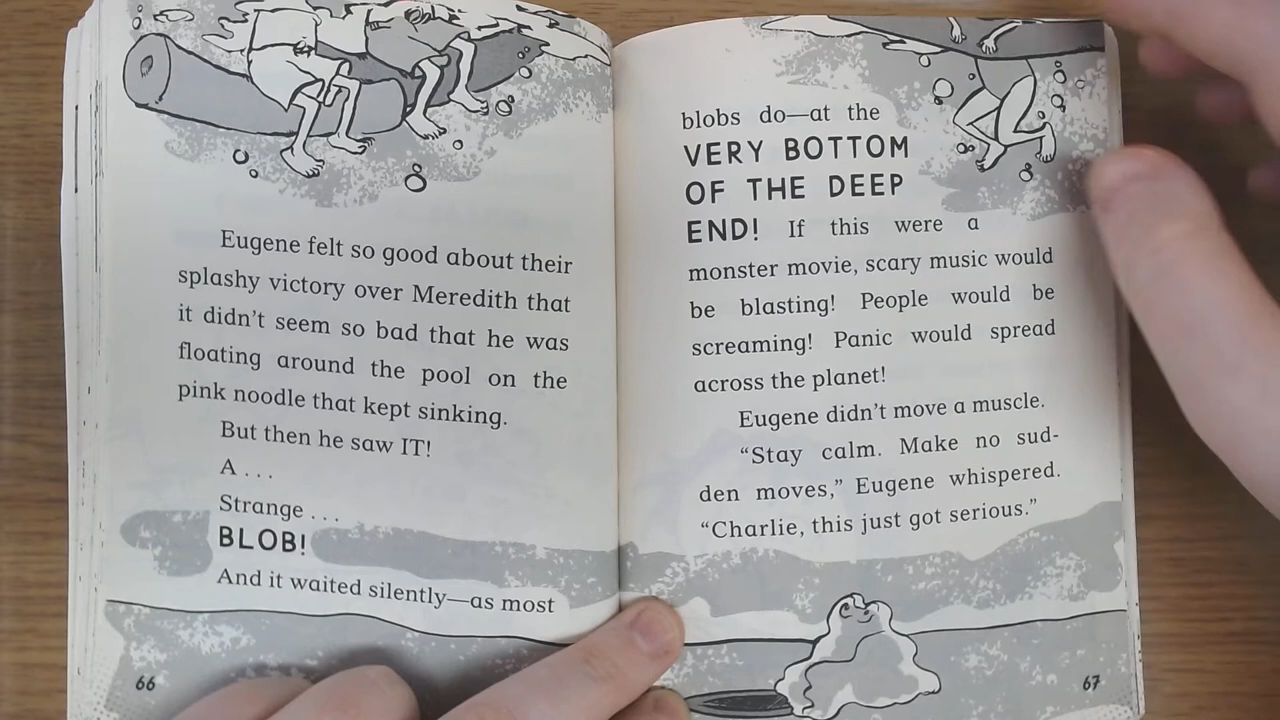 Eugene felt so good about their
splashy victory over Meredith that
it didn't seem so bad that he was
floating around the pool on the
pink noodle that kept sinking.
But then he saw IT!
A . . .
Strange . . .
BLOB!
And it waited silently—as most
66
blobs do—at the
VERY BOTTOM
OF THE DEEP
END! If this were a
monster movie, scary music would
be blasting! People would be
screaming! Panic would spread
across the planet!
Eugene didn't move a muscle.
“Stay calm. Make no sud-
den moves,” Eugene whispered.
“Charlie, this just got serious.”
67